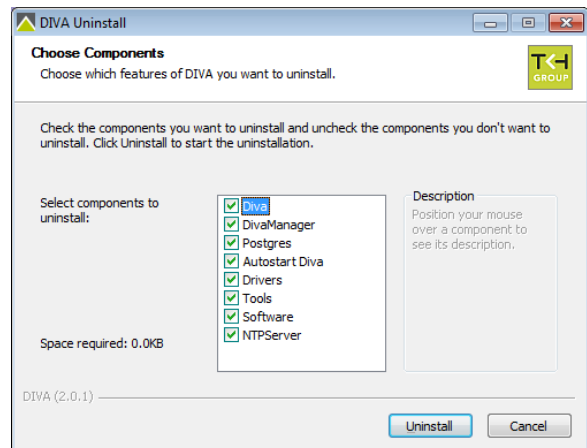 DIVA Uninstall
Choose Components
Choose which features of DIVA you want to uninstall.
TKH
GROUP
Check the components you want to uninstall and uncheck the components you don't want to
uninstall. Click Uninstall to start the uninstallation.
Select components to
uninstall:
Diva
DivaManager
Postgres
Autostart Diva
Drivers
Tools
Software
NTPServer
Description
Position your mouse
over a component to
see its description.
Space required: 0.0KB
DIVA (2.0.1)
Uninstall
Cancel